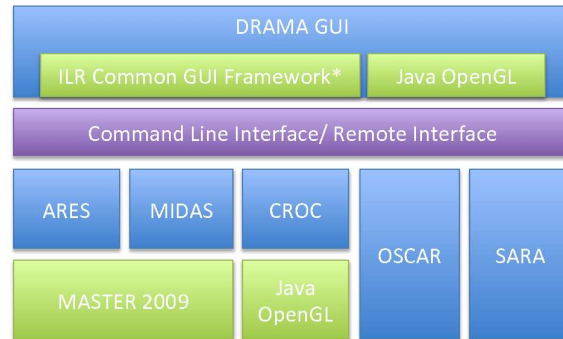 DRAMA GUI
ILR Common GUI Framework*
Java OpenGL
Command Line Interface/ Remote Interface
ARES
MIDAS
CROC
OSCAR
SARA
MASTER 2009
Java
OpenGL